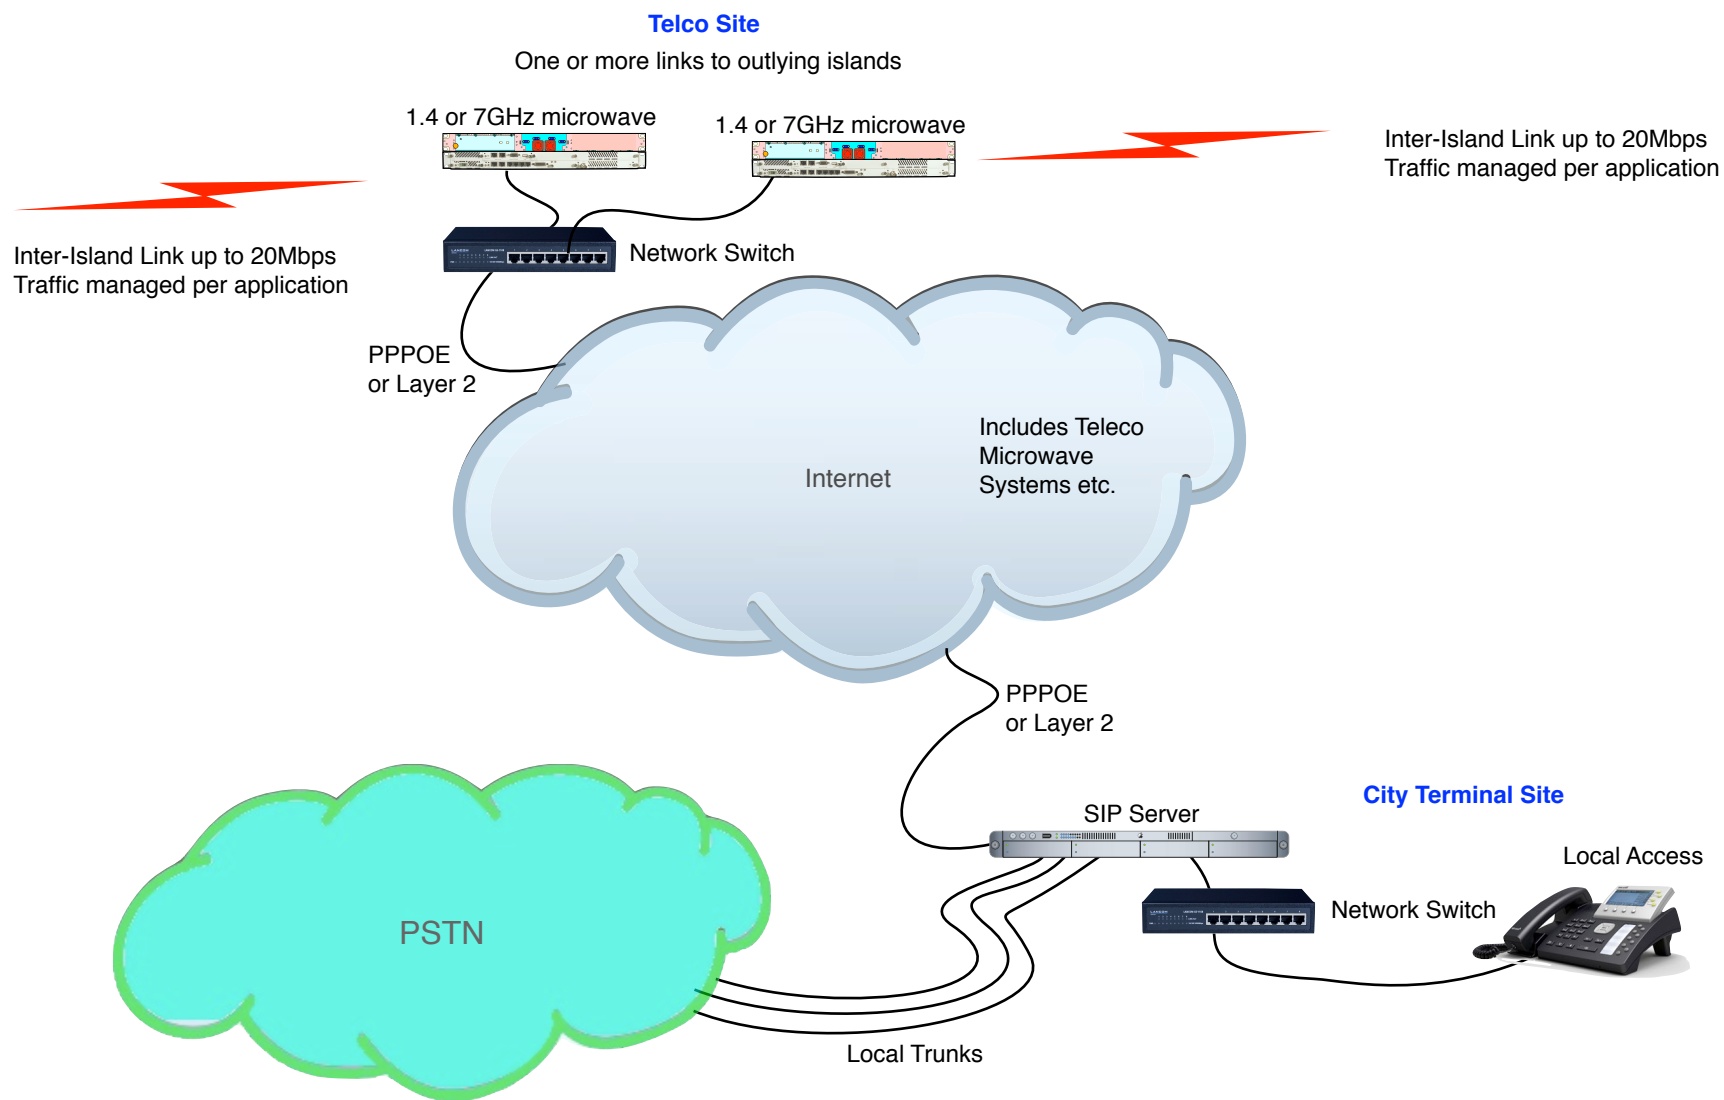 Telco Site
One or more links to outlying islands
1.4 or 7GHz microwave
1.4 or 7GHz microwave
Inter-Island Link up to 20Mbps
Traffic managed per application
Network Switch
Inter-Island Link up to 20Mbps
Traffic managed per application
PPPOE
or Layer 2
Includes Teleco
Microwave
Systems etc.
Internet
PPPOE
or Layer 2
City Terminal Site
SIP Server
Local Access
Network Switch
PSTN
Local Trunks